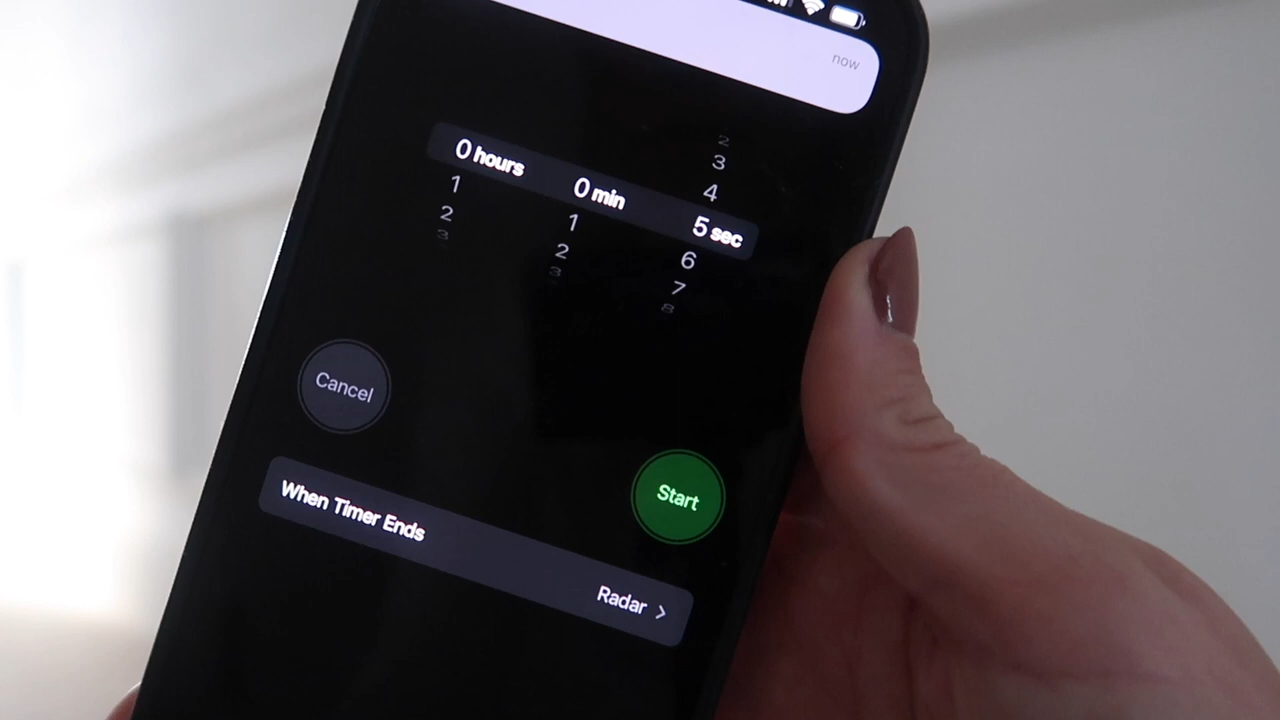 now
2
3
0 hours 0 min 4
1 1 5 sec
2 2 6
3 3 7
8
Cancel
Start
When Timer Ends
Radar >